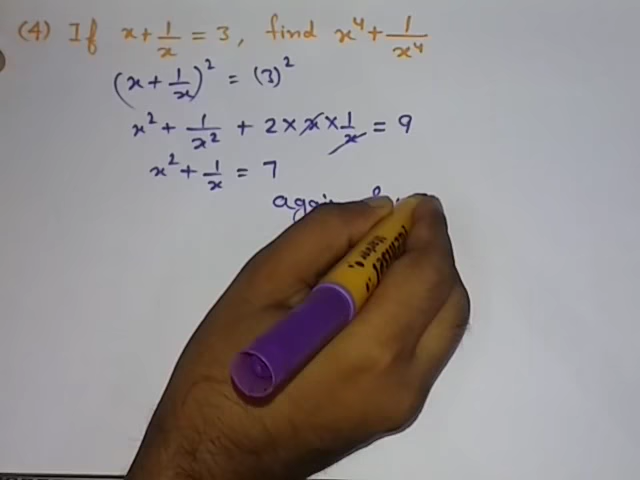 (4) If x + 1/x = 3, find x⁴ + 1/x⁴
(x + 1/x)² = (3)²
x² + 1/x² + 2 × x × 1/x = 9
x² + 1/x = 7